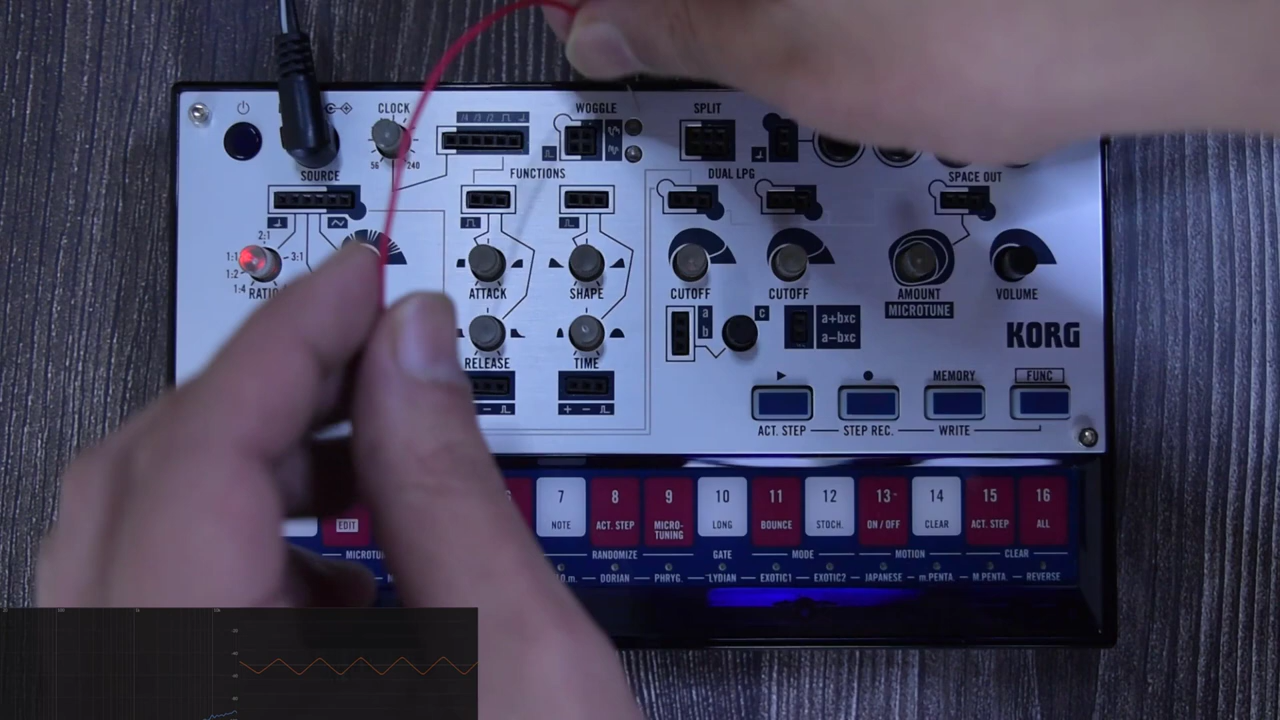 CLOCK
WOGGLE
SPLIT
56
240
SOURCE
FUNCTIONS
DUAL LPG
SPACE OUT
2:1
1:1
3:1
1:2
1:4
ATTACK
SHAPE
CUTOFF
CUTOFF
AMOUNT
VOLUME
MICROTUNE
a
b
c
a+bxc
a-bxc
KORG
RELEASE
TIME
MEMORY
FUNC
ACT. STEP
STEP REC.
WRITE
7
8
9
10
11
12
13
14
15
16
EDIT
NOTE
ACT. STEP
MICRO-
TUNING
LONG
BOUNCE
STOCH.
ON / OFF
CLEAR
ACT. STEP
ALL
RANDOMIZE
GATE
MODE
MOTION
CLEAR
DORIAN
PHRYG.
LYDIAN
EXOTIC1
EXOTIC2
JAPANESE
m.PENTA.
M.PENTA.
REVERSE